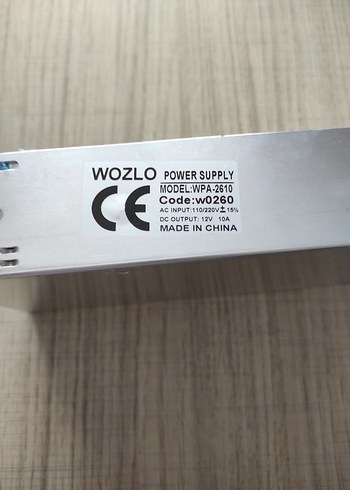 WOZLO POWER SUPPLY
MODEL:WPA-2610
Code:w0260
CE AC INPUT:110/220V±15%
DC OUTPUT: 12V 10A
MADE IN CHINA